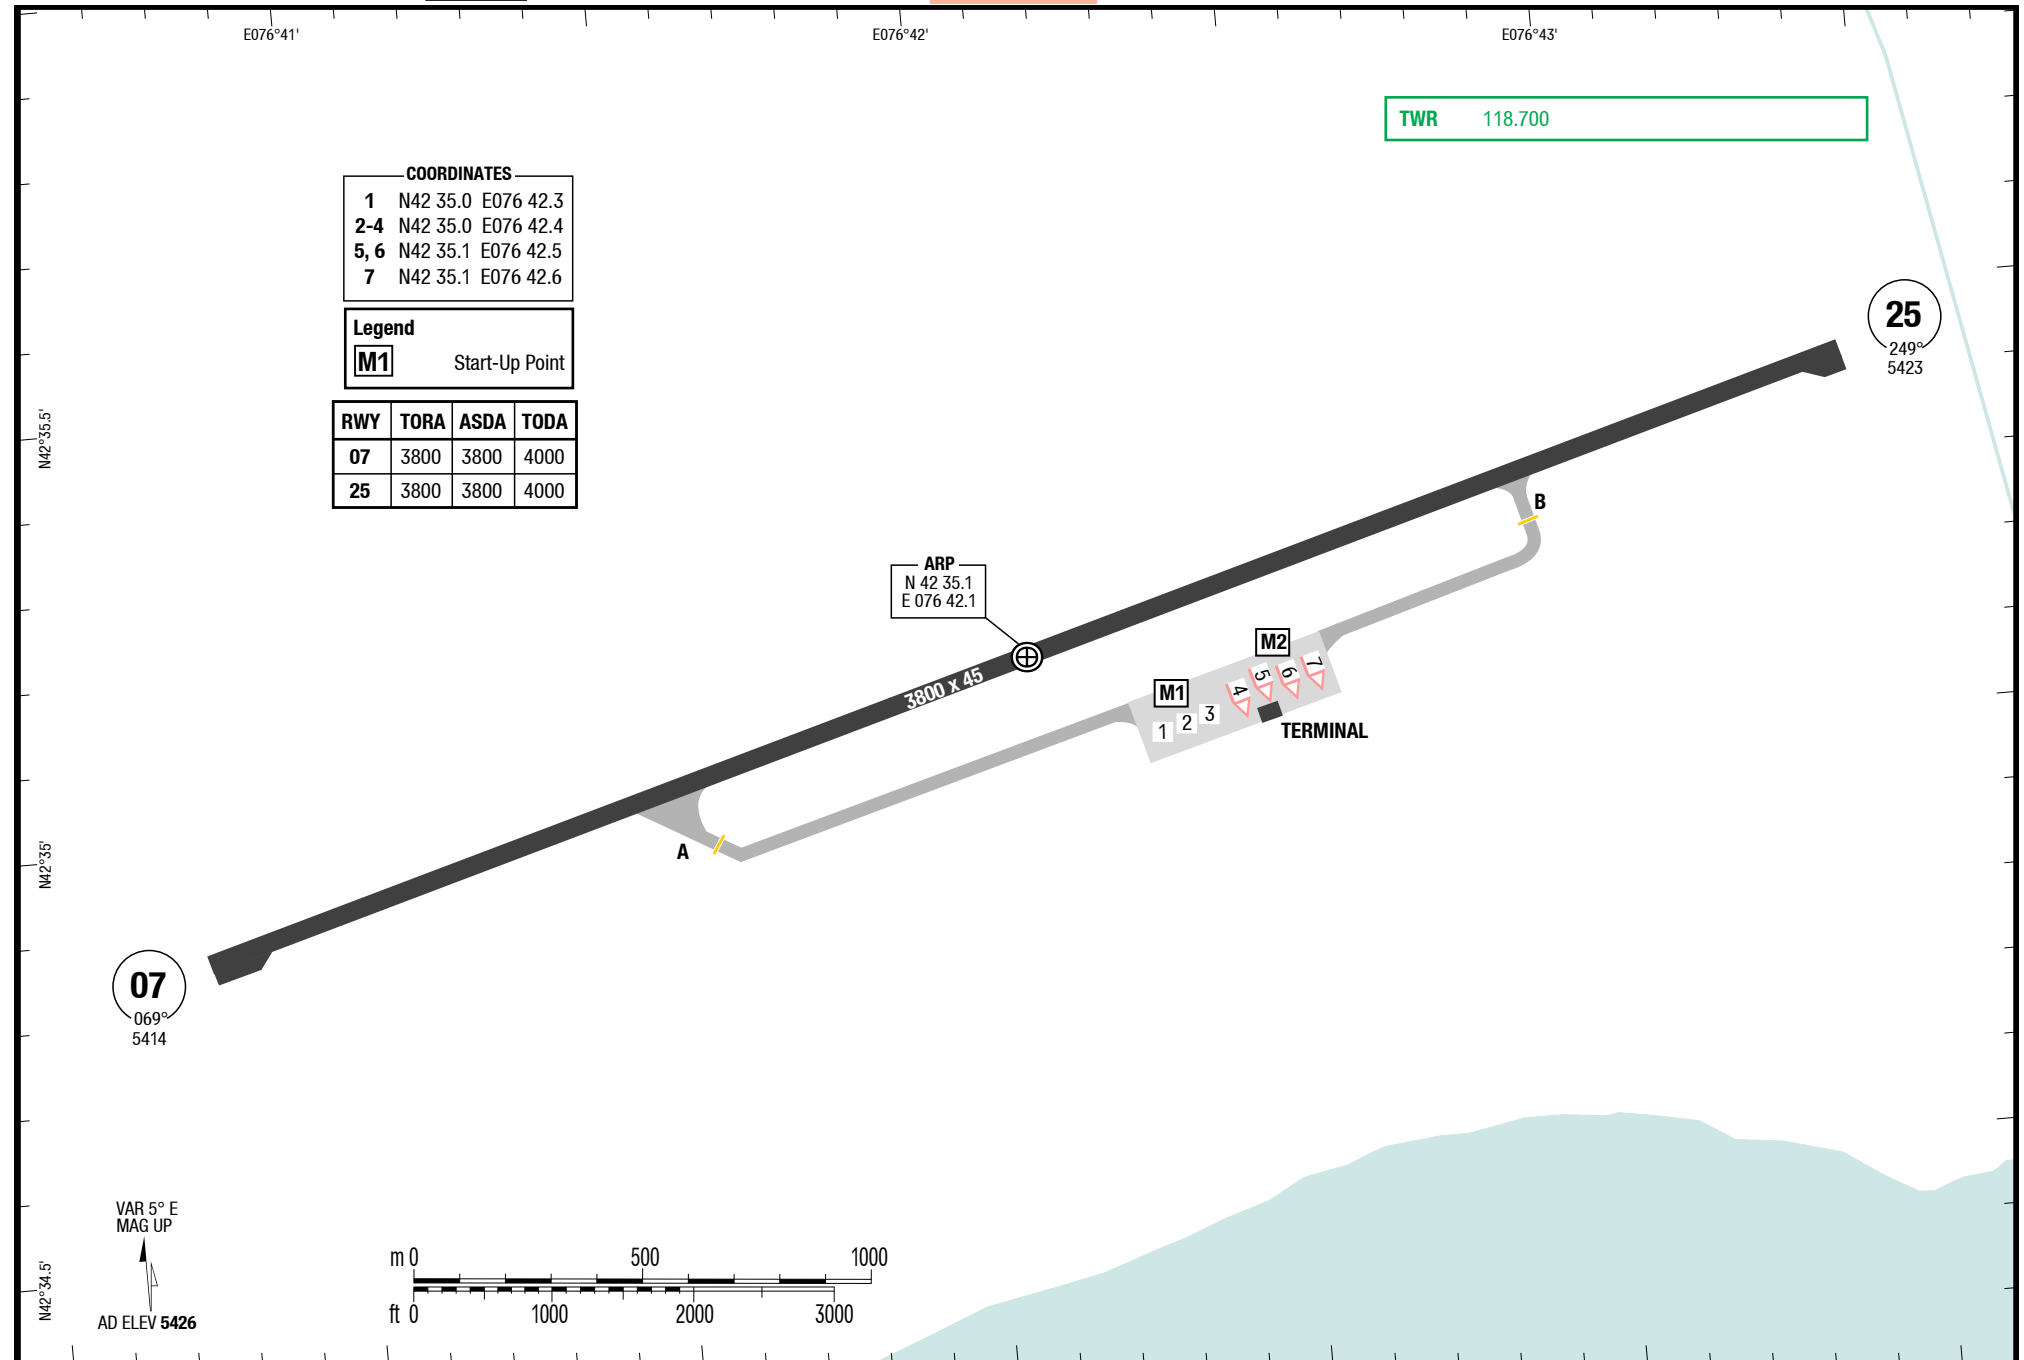 E076°41'
E076°42'
E076°43'
TWR 118.700
COORDINATES
1 N42 35.0 E076 42.3
2-4 N42 35.0 E076 42.4
5, 6 N42 35.1 E076 42.5
7 N42 35.1 E076 42.6
Legend
M1 Start-Up Point
RWY TORA ASDA TODA
07 3800 3800 4000
25 3800 3800 4000
25
249°
5423
N42°35.5'
B
ARP
N 42 35.1
E 076 42.1
3800 x 45
M2
M1
1 2 3 4 5 6 7
TERMINAL
A
N42°35'
07
069°
5414
VAR 5° E
MAG UP
AD ELEV 5426
N42°34.5'
m 0 500 1000
ft 0 1000 2000 3000